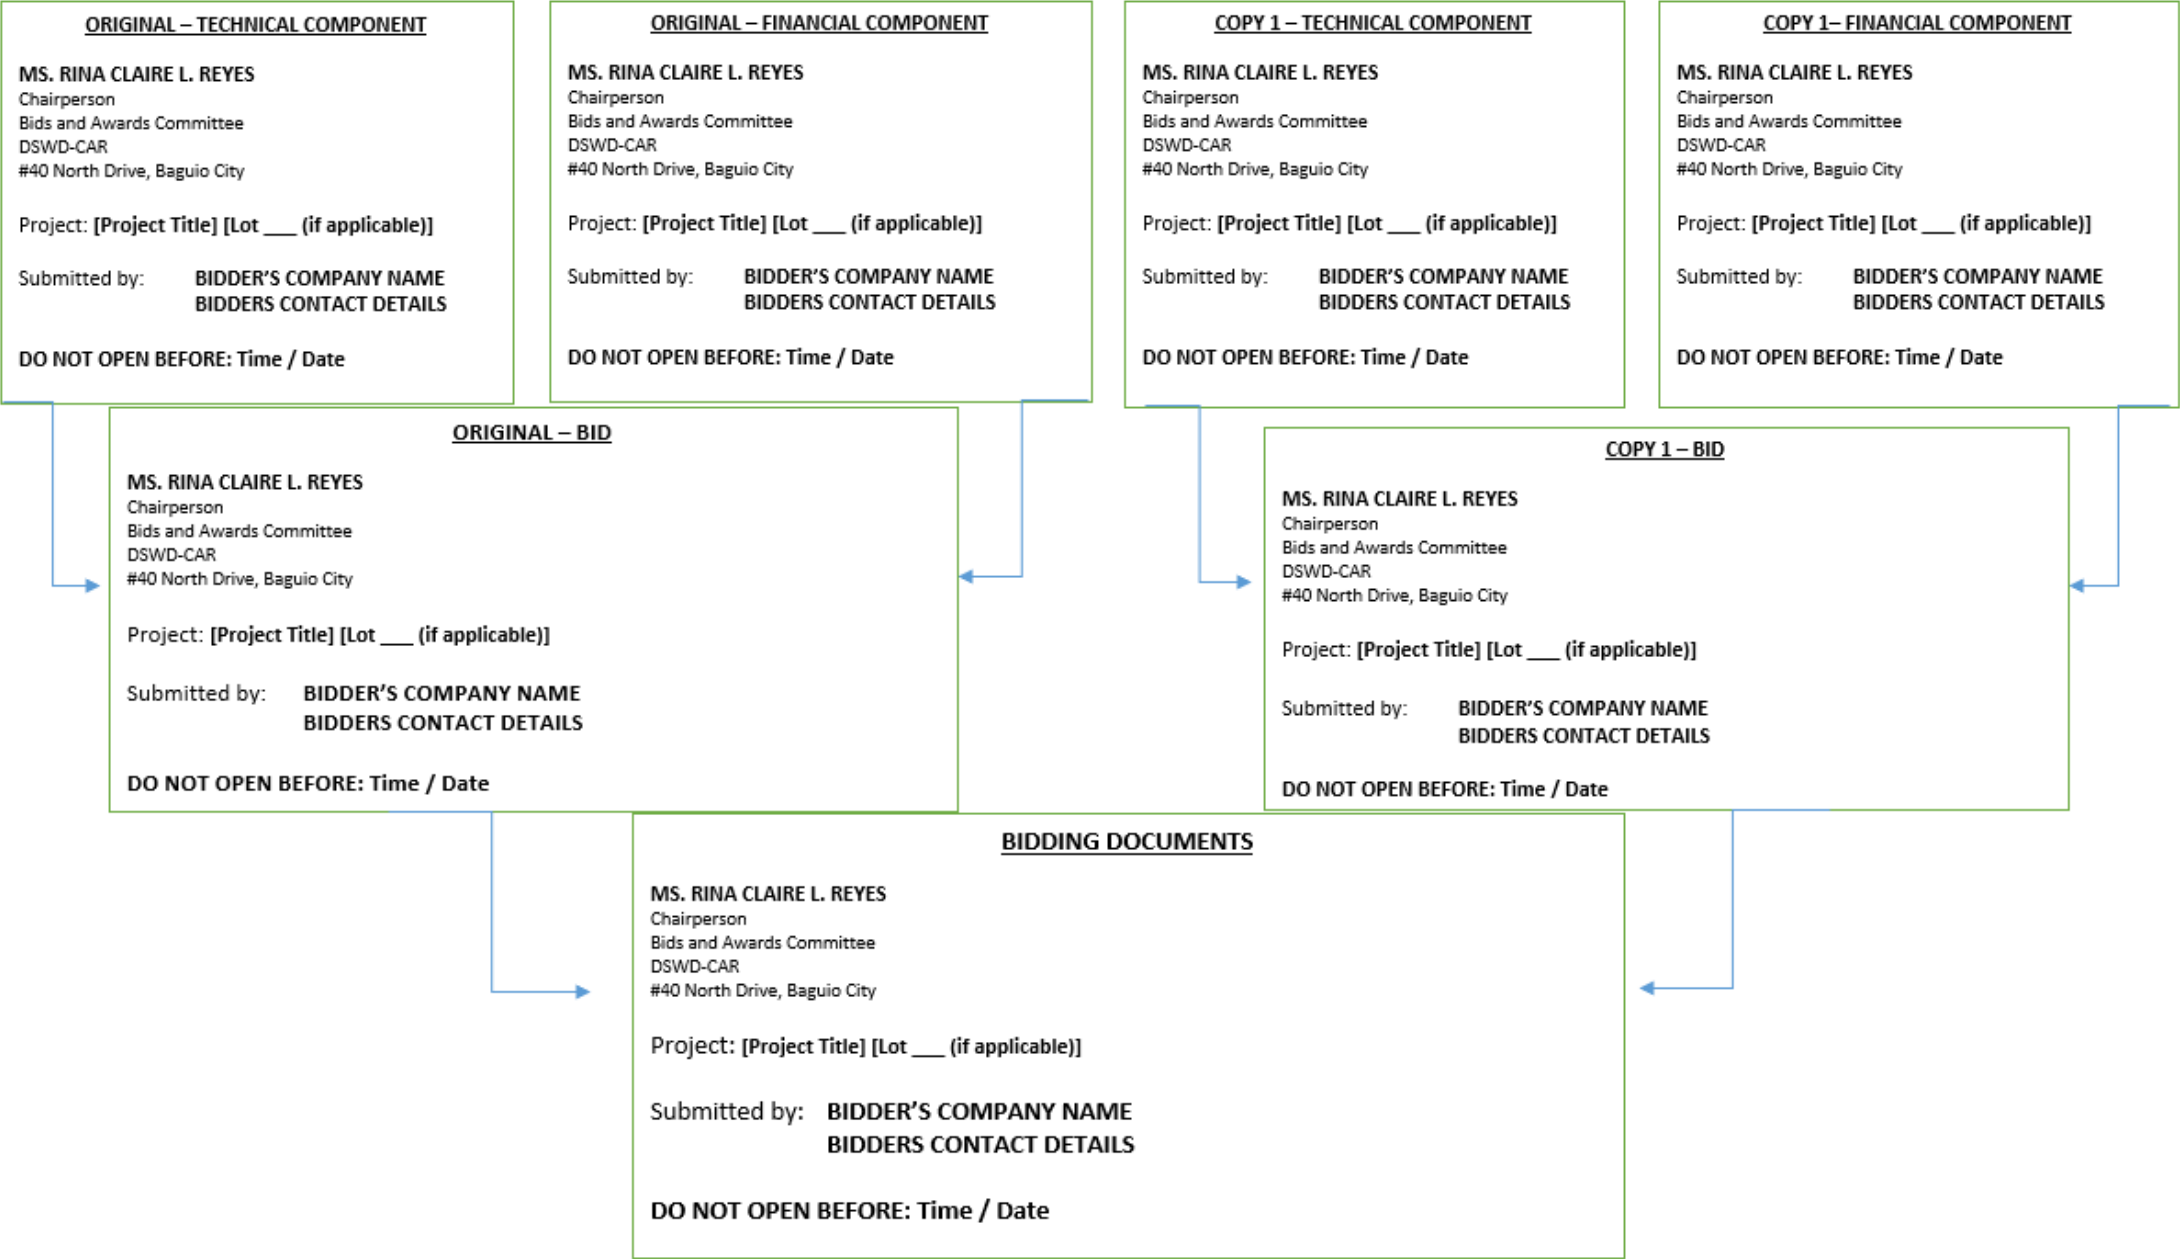 ORIGINAL – TECHNICAL COMPONENT
MS. RINA CLAIRE L. REYES
Chairperson
Bids and Awards Committee
DSWD-CAR
#40 North Drive, Baguio City
Project: [Project Title] [Lot ___ (if applicable)]
Submitted by: BIDDER’S COMPANY NAME
BIDDERS CONTACT DETAILS
DO NOT OPEN BEFORE: Time / Date
ORIGINAL – FINANCIAL COMPONENT
MS. RINA CLAIRE L. REYES
Chairperson
Bids and Awards Committee
DSWD-CAR
#40 North Drive, Baguio City
Project: [Project Title] [Lot ___ (if applicable)]
Submitted by: BIDDER’S COMPANY NAME
BIDDERS CONTACT DETAILS
DO NOT OPEN BEFORE: Time / Date
COPY 1 – TECHNICAL COMPONENT
MS. RINA CLAIRE L. REYES
Chairperson
Bids and Awards Committee
DSWD-CAR
#40 North Drive, Baguio City
Project: [Project Title] [Lot ___ (if applicable)]
Submitted by: BIDDER’S COMPANY NAME
BIDDERS CONTACT DETAILS
DO NOT OPEN BEFORE: Time / Date
COPY 1– FINANCIAL COMPONENT
MS. RINA CLAIRE L. REYES
Chairperson
Bids and Awards Committee
DSWD-CAR
#40 North Drive, Baguio City
Project: [Project Title] [Lot ___ (if applicable)]
Submitted by: BIDDER’S COMPANY NAME
BIDDERS CONTACT DETAILS
DO NOT OPEN BEFORE: Time / Date
ORIGINAL – BID
MS. RINA CLAIRE L. REYES
Chairperson
Bids and Awards Committee
DSWD-CAR
#40 North Drive, Baguio City
Project: [Project Title] [Lot ___ (if applicable)]
Submitted by: BIDDER’S COMPANY NAME
BIDDERS CONTACT DETAILS
DO NOT OPEN BEFORE: Time / Date
COPY 1 – BID
MS. RINA CLAIRE L. REYES
Chairperson
Bids and Awards Committee
DSWD-CAR
#40 North Drive, Baguio City
Project: [Project Title] [Lot ___ (if applicable)]
Submitted by: BIDDER’S COMPANY NAME
BIDDERS CONTACT DETAILS
DO NOT OPEN BEFORE: Time / Date
BIDDING DOCUMENTS
MS. RINA CLAIRE L. REYES
Chairperson
Bids and Awards Committee
DSWD-CAR
#40 North Drive, Baguio City
Project: [Project Title] [Lot ___ (if applicable)]
Submitted by: BIDDER’S COMPANY NAME
BIDDERS CONTACT DETAILS
DO NOT OPEN BEFORE: Time / Date